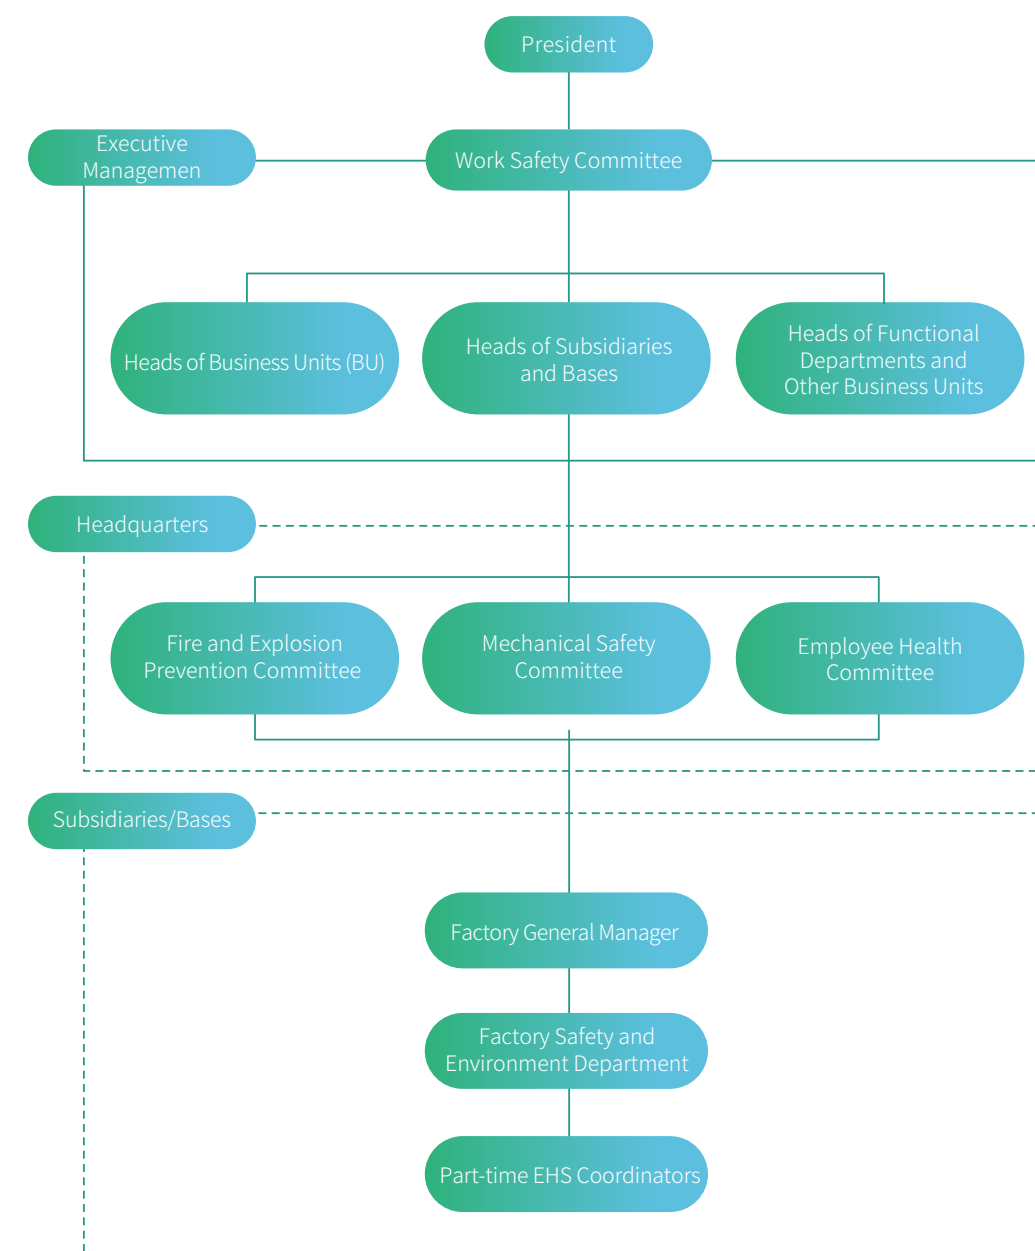 President
Executive
Managemen
Work Safety Committee
Heads of Business Units (BU)
Heads of Subsidiaries
and Bases
Heads of Functional
Departments and
Other Business Units
Headquarters
Fire and Explosion
Prevention Committee
Mechanical Safety
Committee
Employee Health
Committee
Subsidiaries/Bases
Factory General Manager
Factory Safety and
Environment Department
Part-time EHS Coordinators